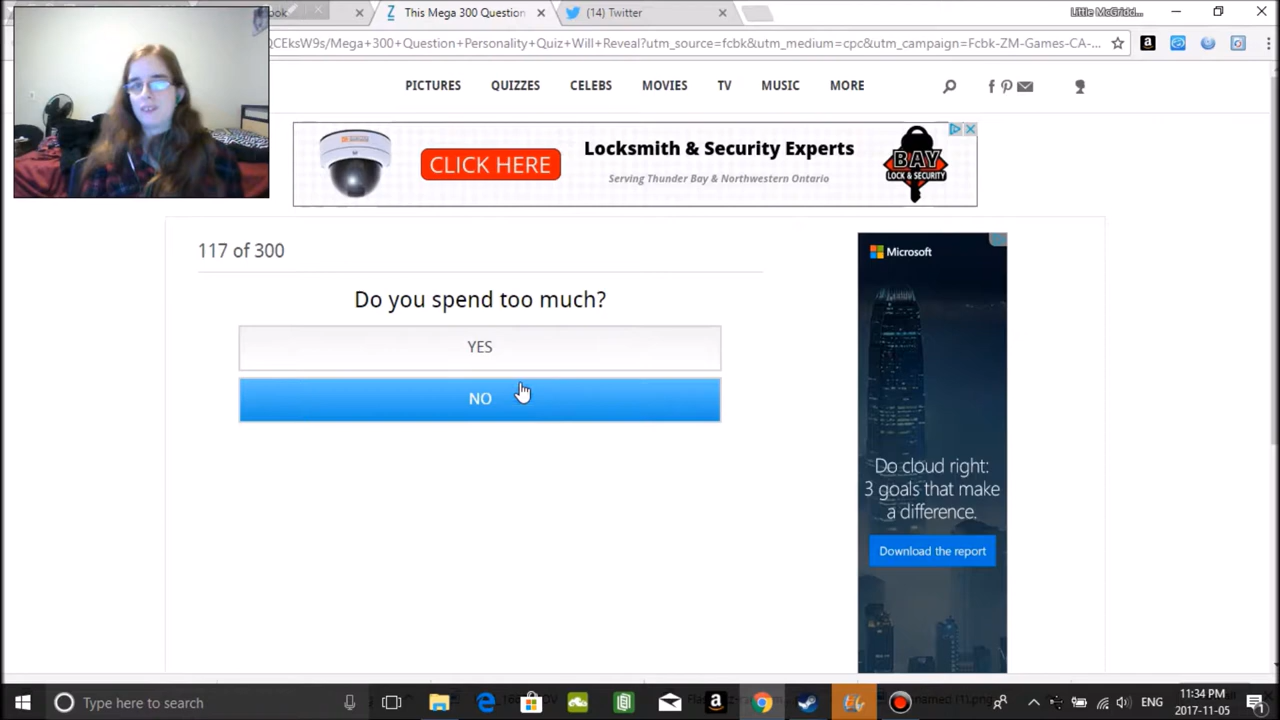 ook
This Mega 300 Question
(14) Twitter
Little McGridd...
QCEksW9s/Mega+300+Question+Personality+Quiz+Will+Reveal?utm_source=fcbk&utm_medium=cpc&utm_campaign=Fcbk-ZM-Games-CA-...
PICTURES QUIZZES CELEBS MOVIES TV MUSIC MORE
CLICK HERE
Locksmith & Security Experts
Serving Thunder Bay & Northwestern Ontario
BAY
LOCK & SECURITY
117 of 300
Do you spend too much?
YES
NO
Microsoft
Do cloud right:
3 goals that make
a difference.
Download the report
Type here to search
ENG
11:34 PM
2017-11-05